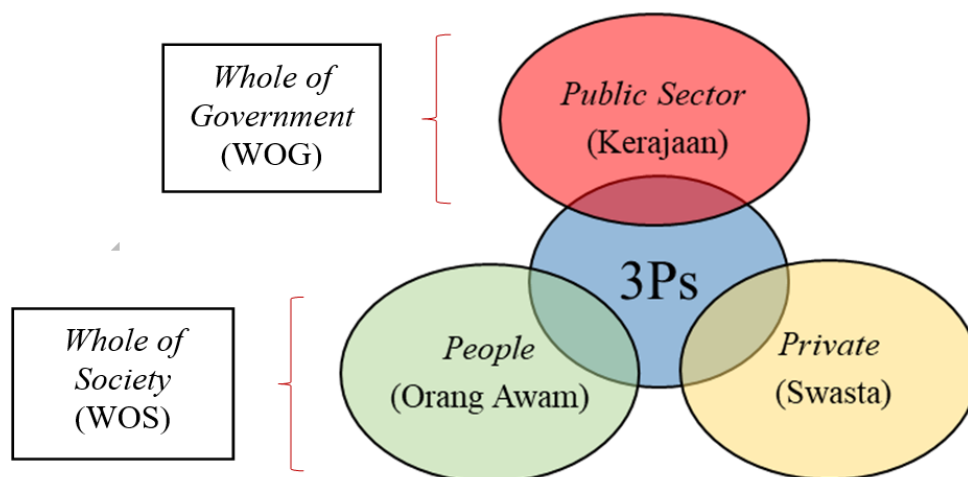 Whole of
Government
(WOG)
Public Sector
(Kerajaan)
3Ps
Whole of
Society
(WOS)
People
(Orang Awam)
Private
(Swasta)